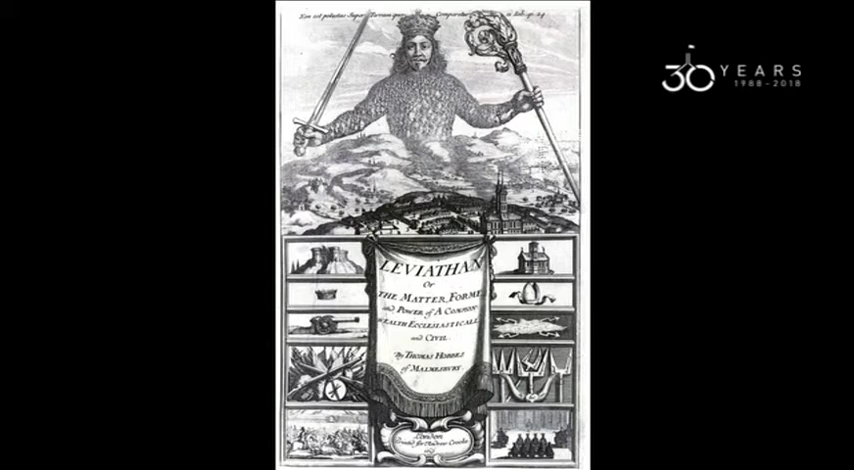 Non est potestas Super Terram quæ Comparetur ei Iob. 41. 24
30 YEARS
1988-2018
LEVIATHAN
Or
THE MATTER, FORME
and POWER of A COMMON
WEALTH ECCLESIASTICALL
and CIVIL.
By THOMAS HOBBES
of MALMESBURY.
London
Printed for Andrew Crooke